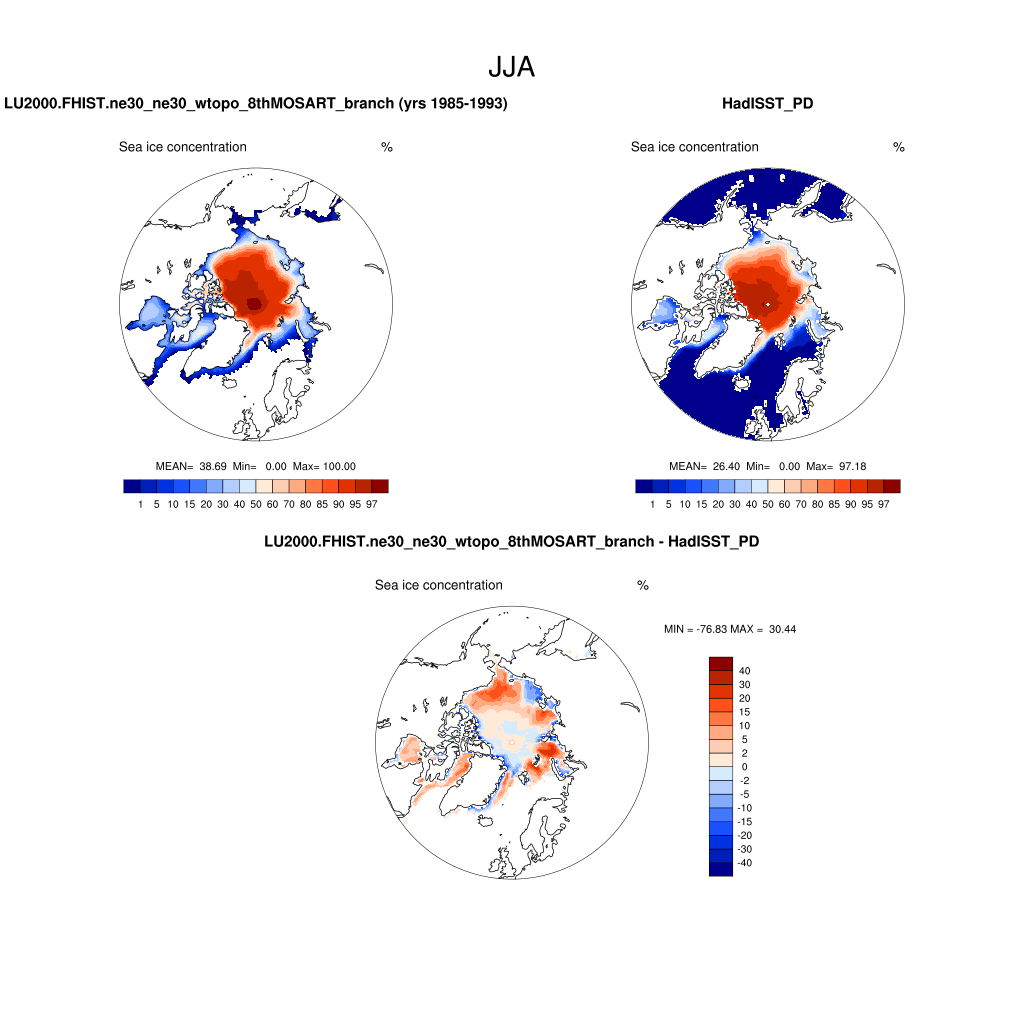 JJA
LU2000.FHIST.ne30_ne30_wtopo_8thMOSART_branch (yrs 1985-1993)
HadISST_PD
Sea ice concentration %
Sea ice concentration %
MEAN= 38.69 Min= 0.00 Max= 100.00
MEAN= 26.40 Min= 0.00 Max= 97.18
1 5 10 15 20 30 40 50 60 70 80 85 90 95 97
1 5 10 15 20 30 40 50 60 70 80 85 90 95 97
LU2000.FHIST.ne30_ne30_wtopo_8thMOSART_branch - HadISST_PD
Sea ice concentration %
MIN = -76.83 MAX = 30.44
40
30
20
15
10
5
2
0
-2
-5
-10
-15
-20
-30
-40